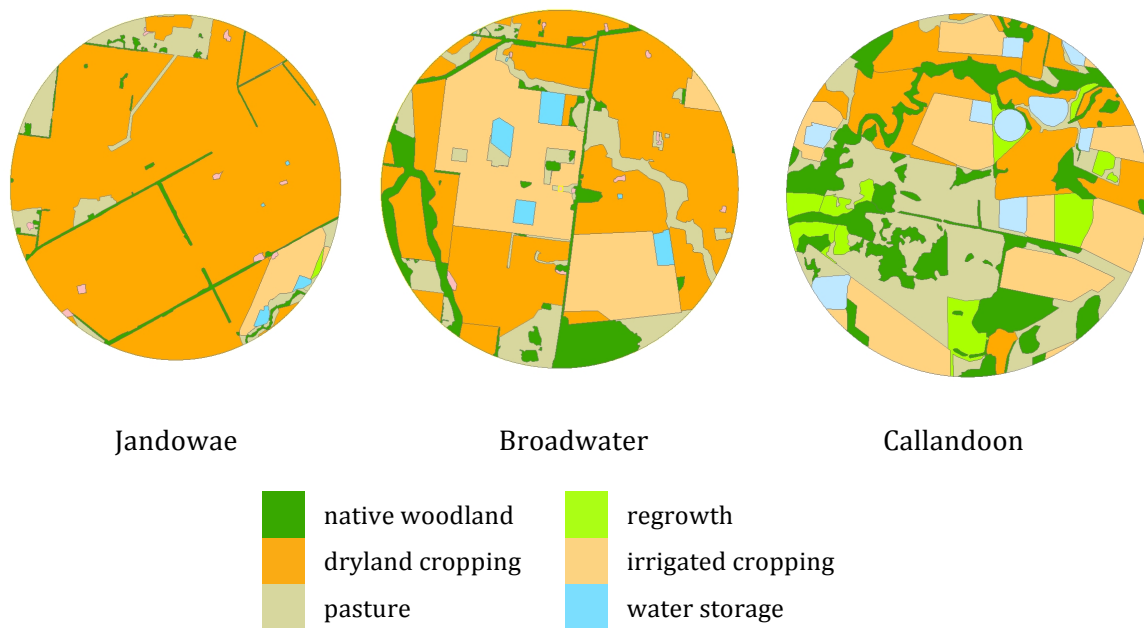 Jandowae
Broadwater
Callandoon
native woodland
regrowth
dryland cropping
irrigated cropping
pasture
water storage